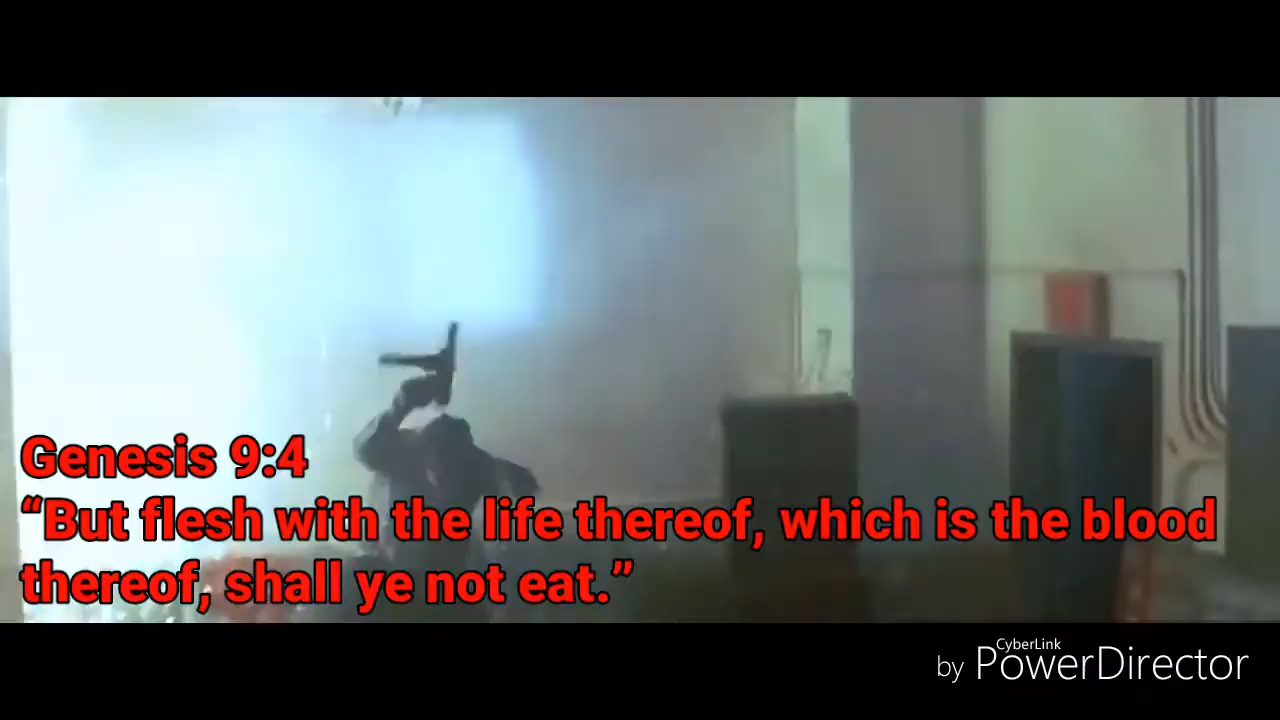 Genesis 9:4
“But flesh with the life thereof, which is the blood
thereof, shall ye not eat.”
CyberLink
by PowerDirector